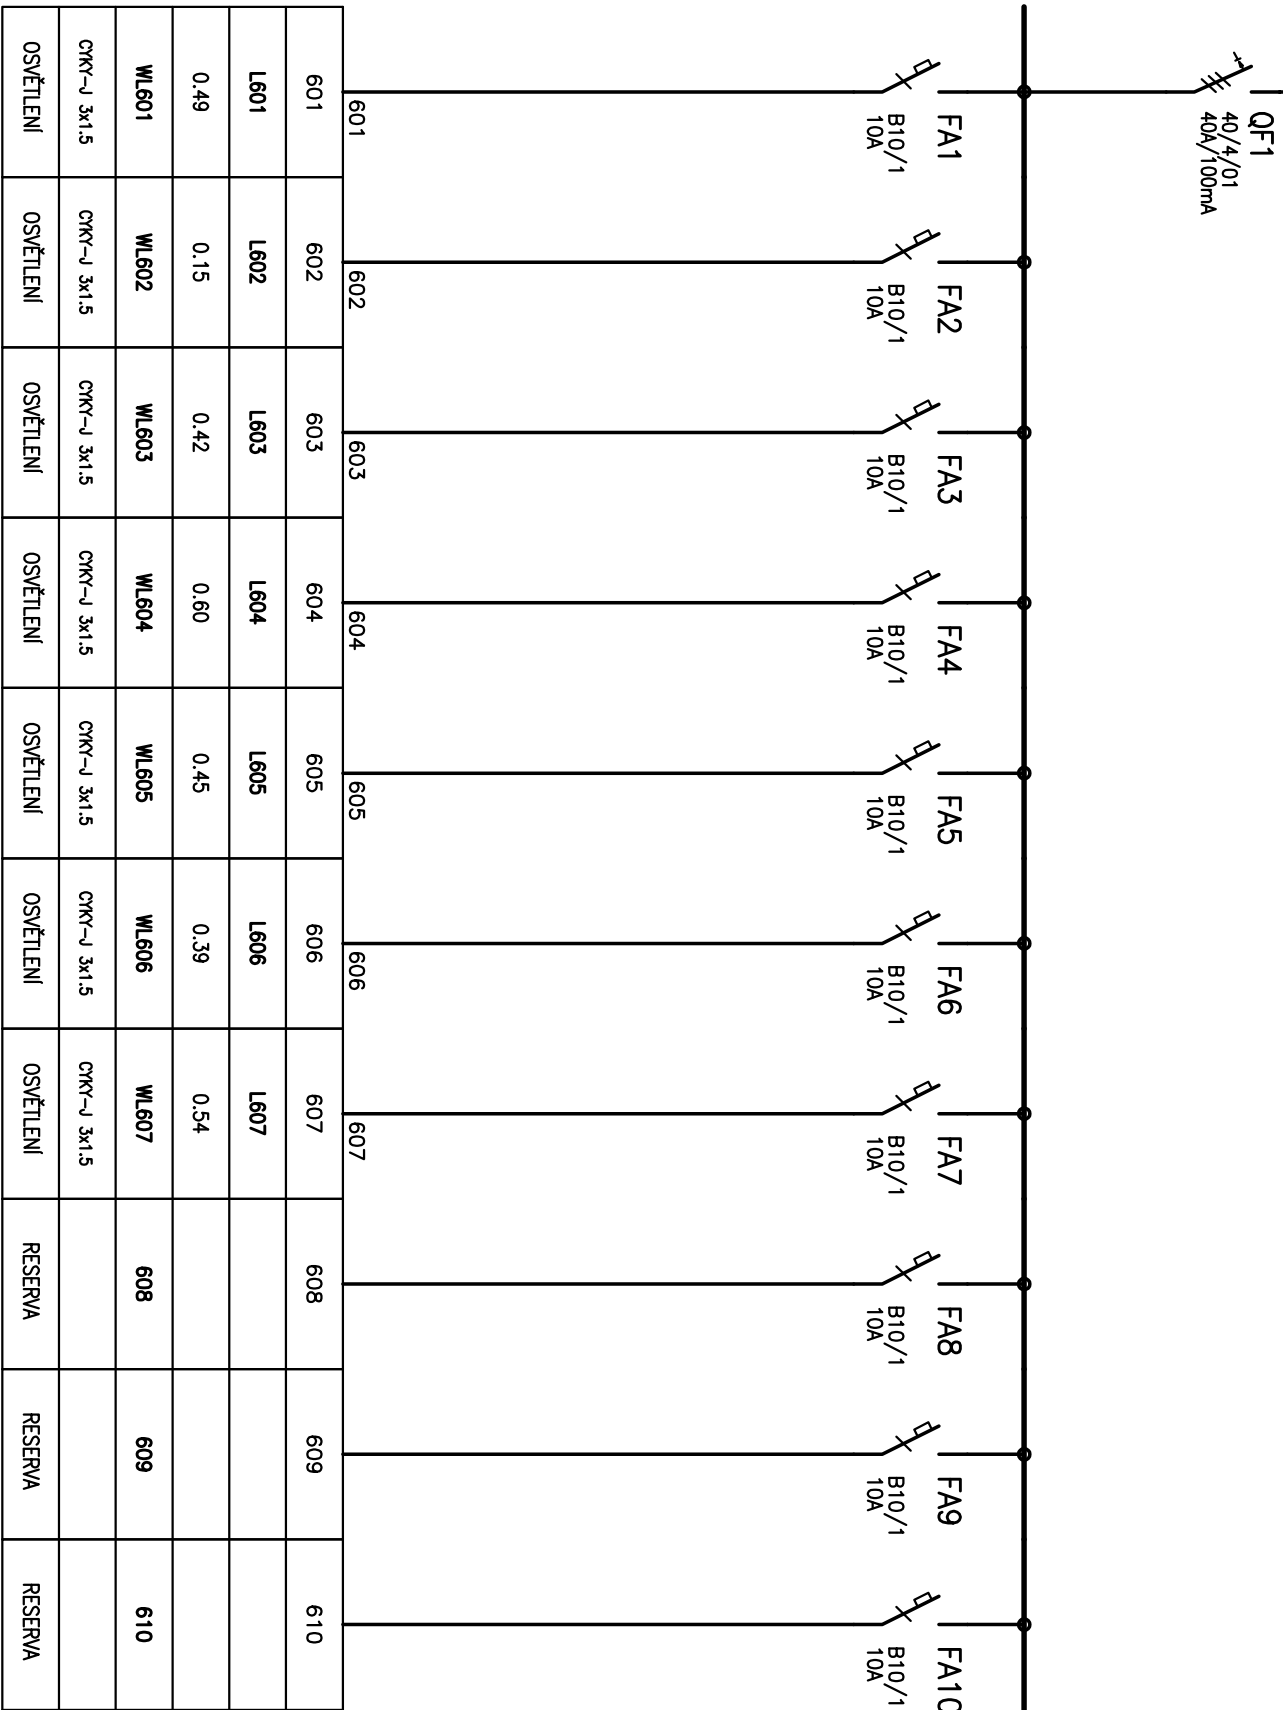 QF1
40/4/01
40A/100mA
FA1
B10/1
10A
FA2
B10/1
10A
FA3
B10/1
10A
FA4
B10/1
10A
FA5
B10/1
10A
FA6
B10/1
10A
FA7
B10/1
10A
FA8
B10/1
10A
FA9
B10/1
10A
FA10
B10/1
10A
601
602
603
604
605
606
607
601
602
603
604
605
606
607
608
609
610
L601
L602
L603
L604
L605
L606
L607
0.49
0.15
0.42
0.60
0.45
0.39
0.54
WL601
WL602
WL603
WL604
WL605
WL606
WL607
608
609
610
CYKY-J 3x1.5
CYKY-J 3x1.5
CYKY-J 3x1.5
CYKY-J 3x1.5
CYKY-J 3x1.5
CYKY-J 3x1.5
CYKY-J 3x1.5
OSVĚTLENÍ
OSVĚTLENÍ
OSVĚTLENÍ
OSVĚTLENÍ
OSVĚTLENÍ
OSVĚTLENÍ
OSVĚTLENÍ
RESERVA
RESERVA
RESERVA